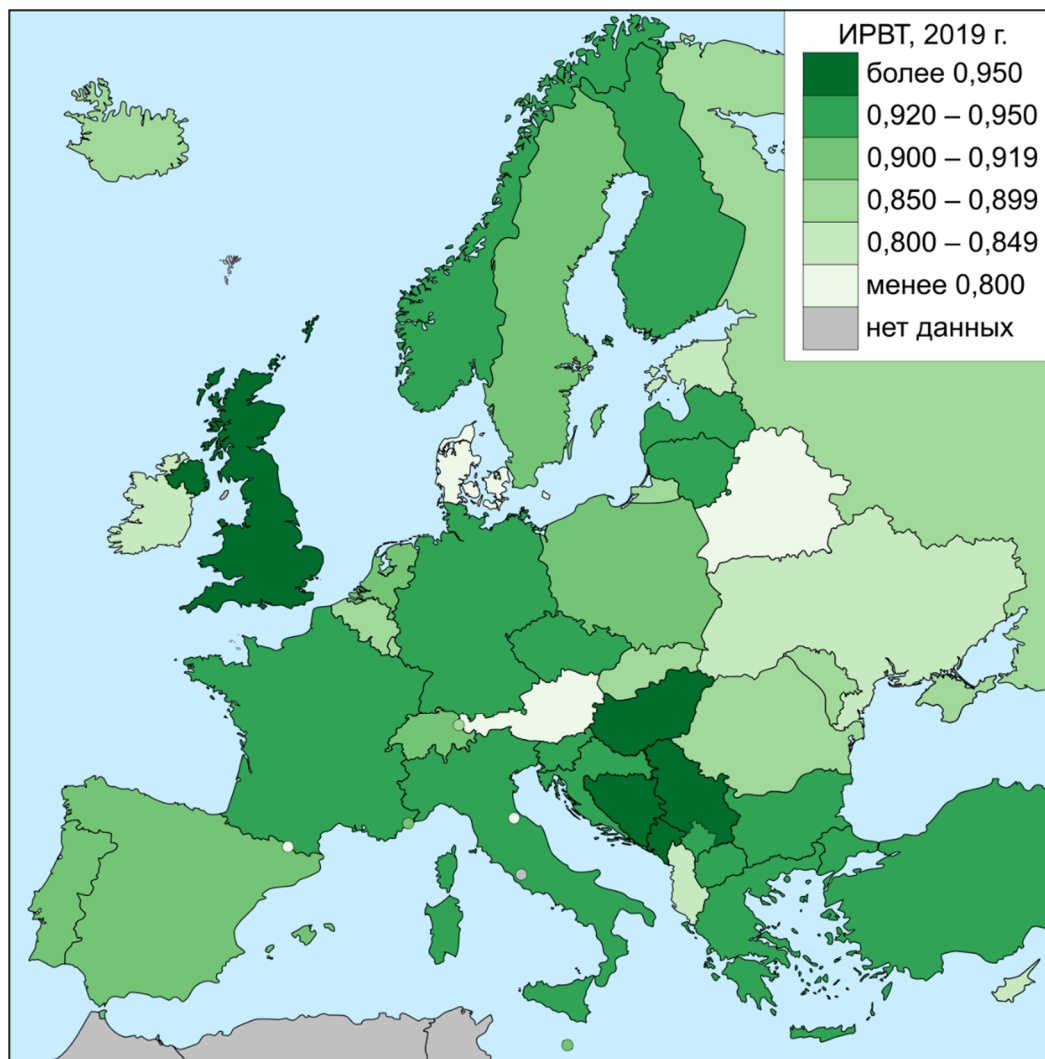 ИРВТ, 2019 г.
более 0,950
0,920 – 0,950
0,900 – 0,919
0,850 – 0,899
0,800 – 0,849
менее 0,800
нет данных